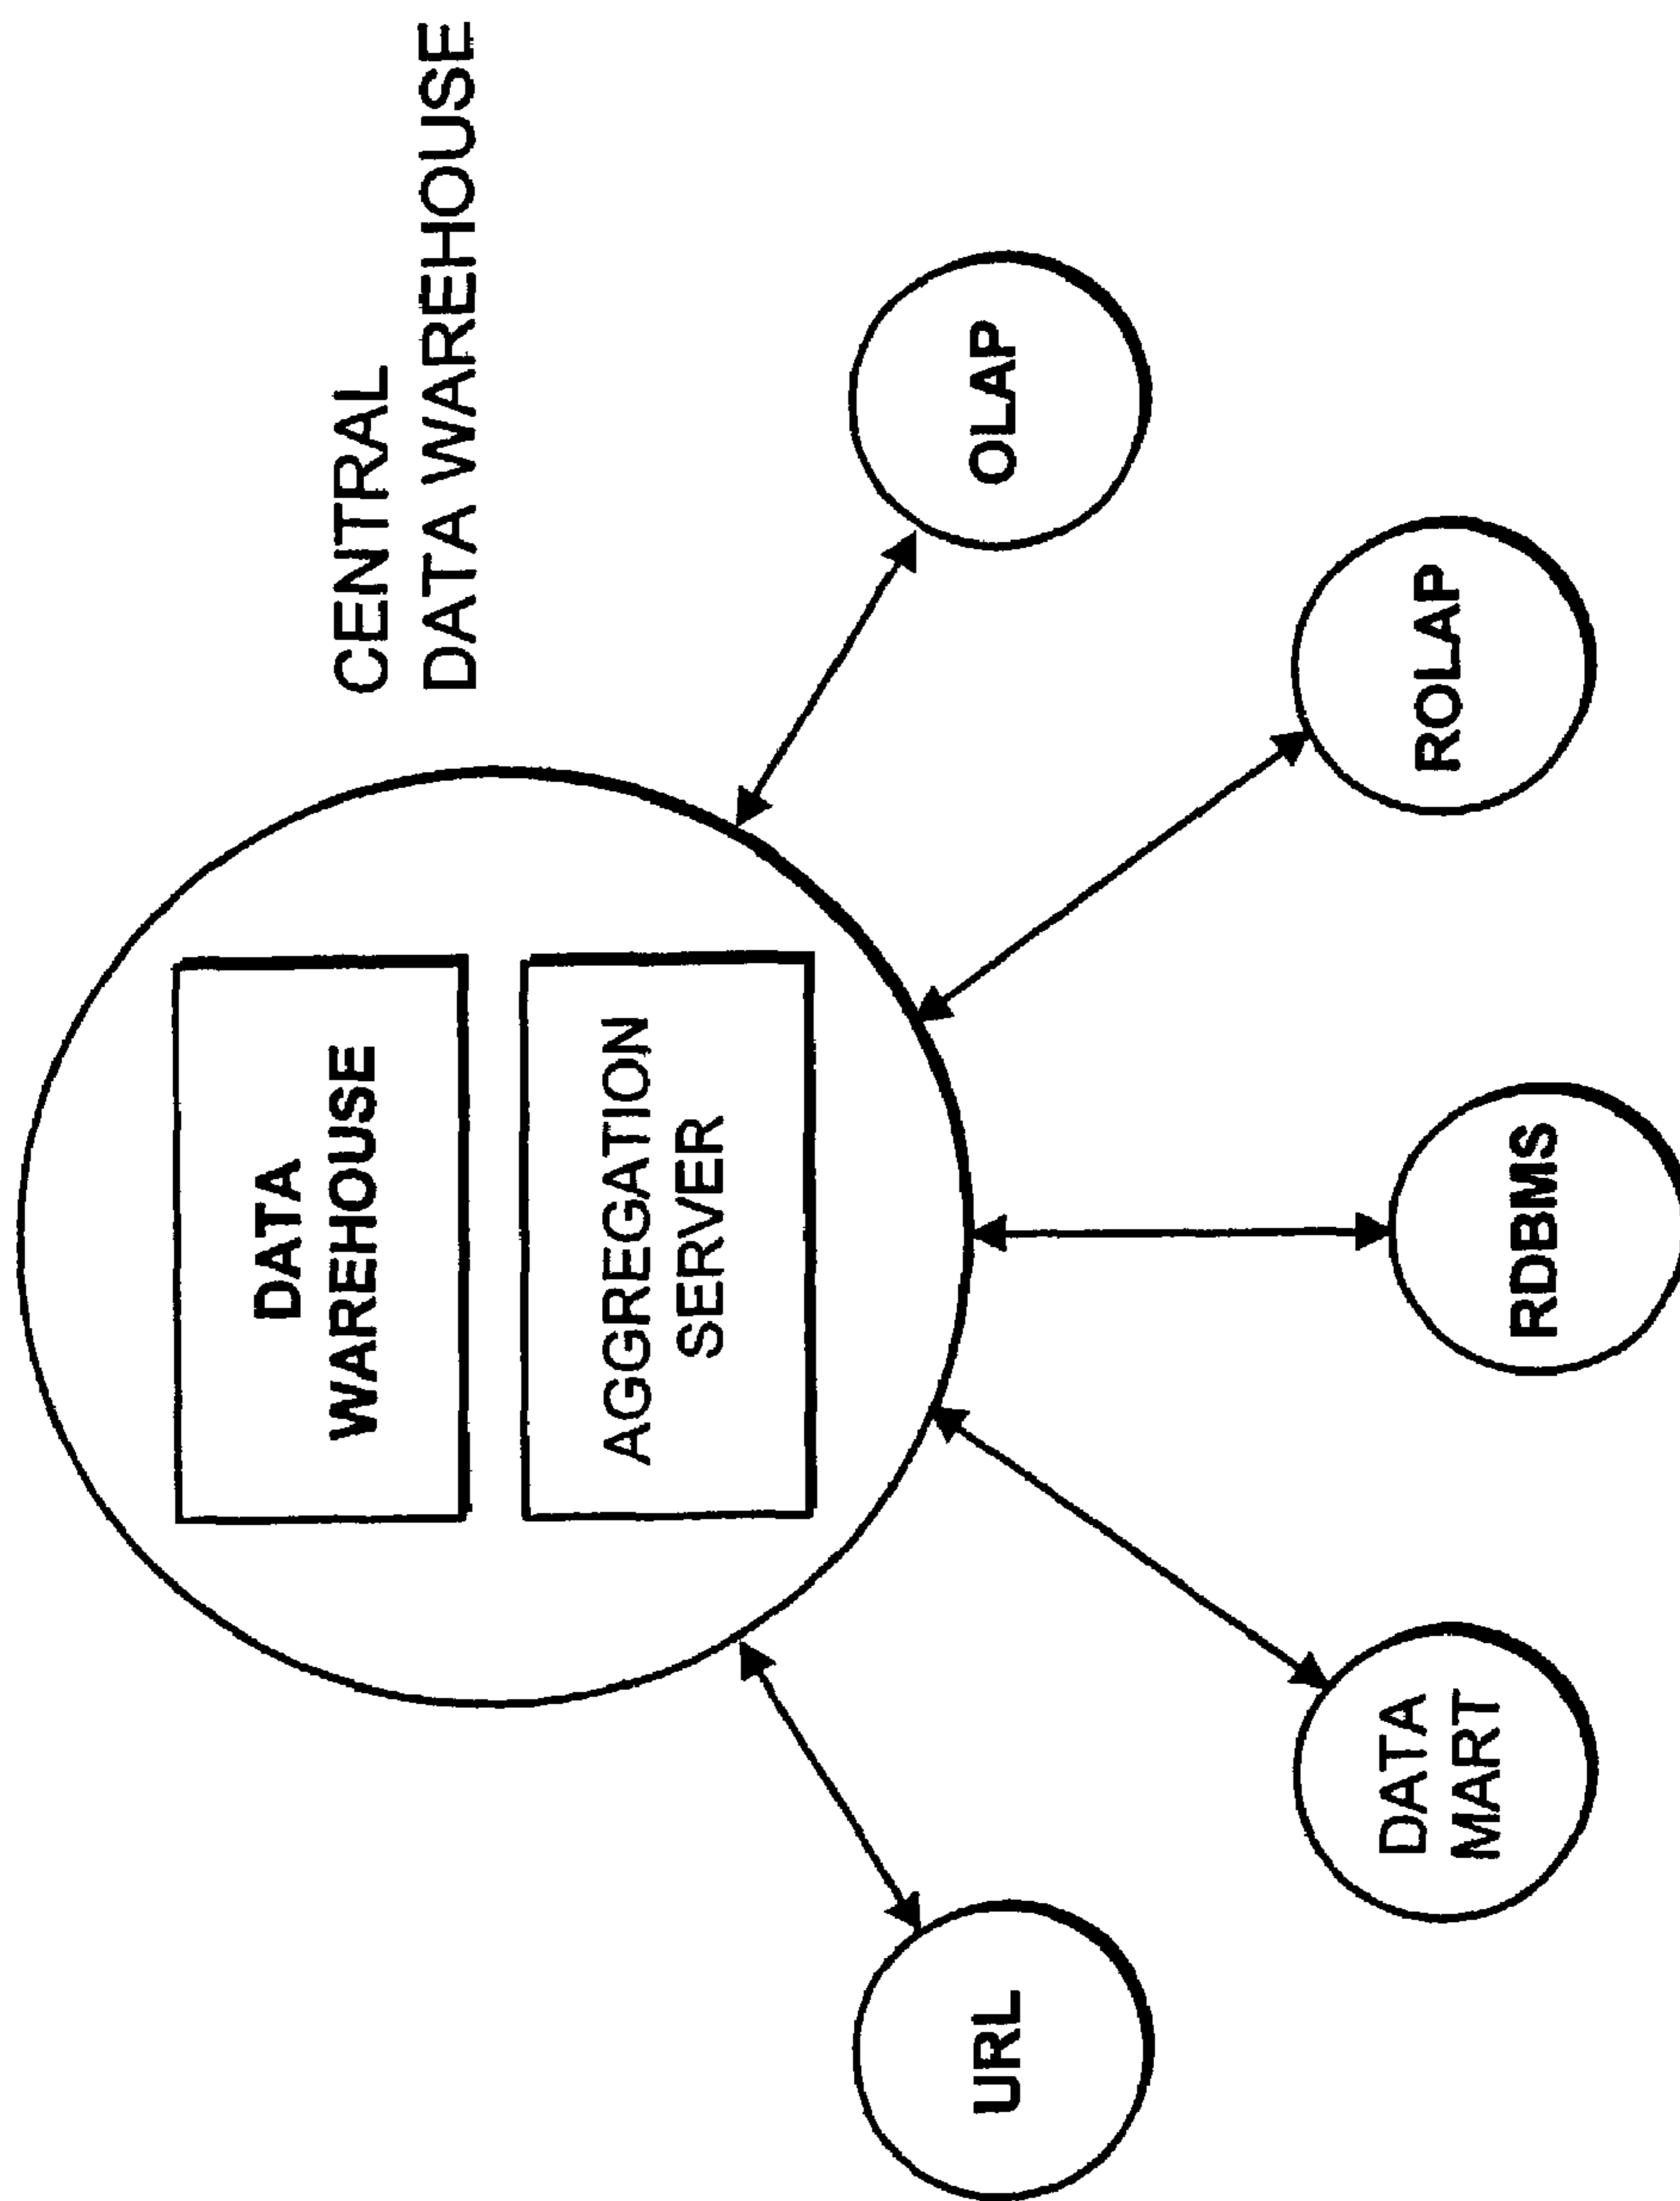 CENTRAL
DATA WAREHOUSE
DATA
WAREHOUSE
AGGREGATION
SERVER
URL
DATA
MART
RDBMS
ROLAP
OLAP